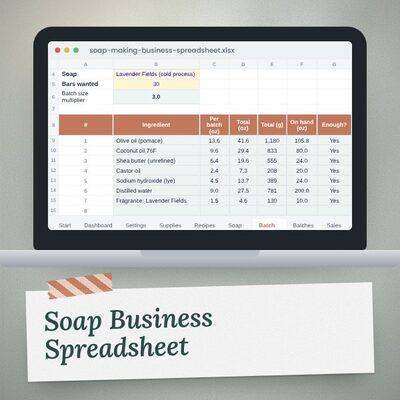 soap-making-business-spreadsheet.xlsx
A B C D E F G
4 Soap Lavender Fields (cold process)
5 Bars wanted 30
6 Batch size multiplier 3.0
7
8 # Ingredient Per batch (oz) Total (oz) Total (g) On hand (oz) Enough?
9 1 Olive oil (pomace) 13.6 41.6 1,180 105.8 Yes
10 2 Coconut oil 76F 9.6 29.4 833 80.0 Yes
11 3 Shea butter (unrefined) 6.4 19.6 555 24.0 Yes
12 4 Castor oil 2.4 7.3 208 20.0 Yes
13 5 Sodium hydroxide (lye) 4.5 13.7 389 24.0 Yes
14 6 Distilled water 9.0 27.5 781 200.0 Yes
15 7 Fragrance: Lavender Fields 1.5 4.6 130 10.0 Yes
8
Start Dashboard Settings Supplies Recipes Soap Batch Batches Sales
Soap Business
Spreadsheet